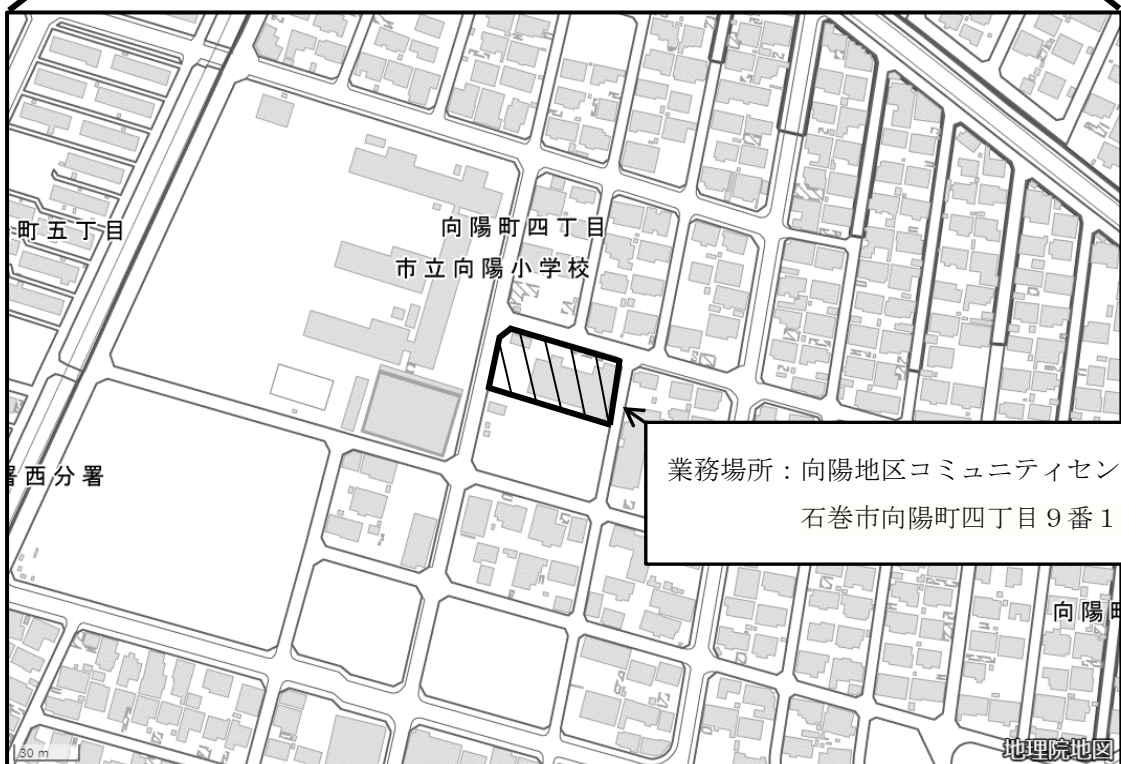 向陽町四丁目
町五丁目
市立向陽小学校
業務場所：向陽地区コミュニティセン
石巻市向陽町四丁目９番１
署西分署
向陽町
30 m
地理院地図